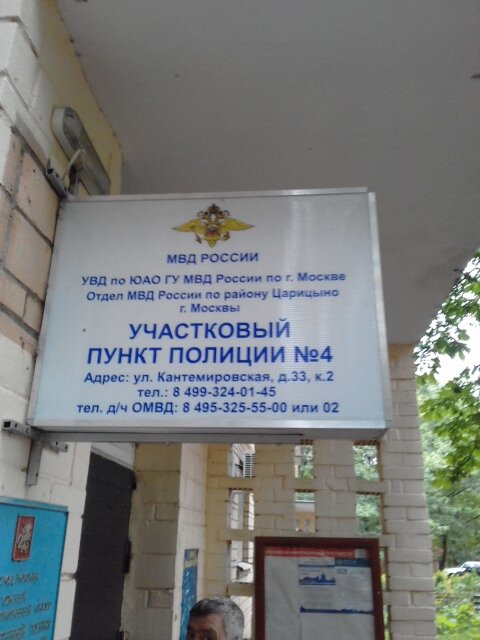 МВД РОССИИ
УВД по ЮАО ГУ МВД России по г. Москве
Отдел МВД России по району Царицыно
г. Москвы
УЧАСТКОВЫЙ
ПУНКТ ПОЛИЦИИ №4
Адрес: ул. Кантемировская, д.33, к.2
тел.: 8 499-324-01-45
тел. д/ч ОМВД: 8 495-325-55-00 или 02